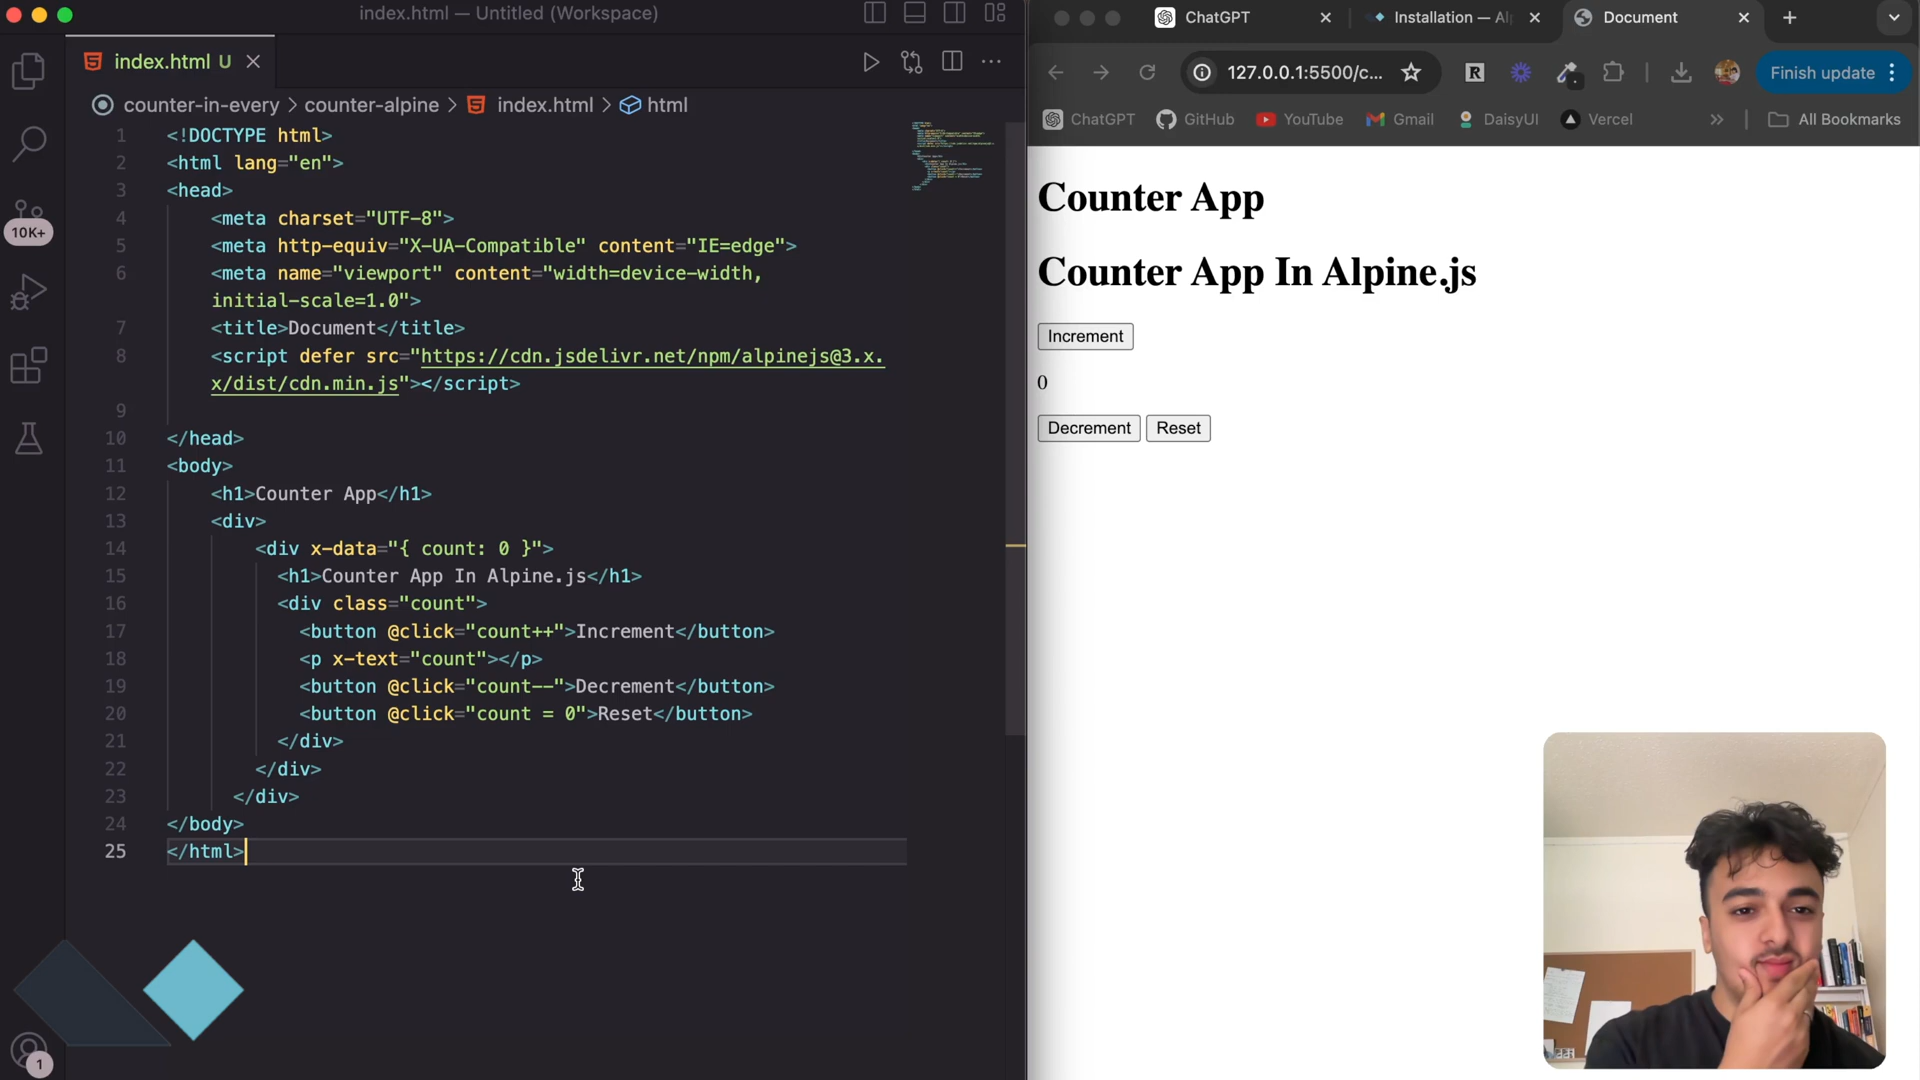 index.html — Untitled (Workspace)
index.html U
counter-in-every > counter-alpine > index.html > html
1 <!DOCTYPE html>
2 <html lang="en">
3 <head>
4 <meta charset="UTF-8">
5 <meta http-equiv="X-UA-Compatible" content="IE=edge">
6 <meta name="viewport" content="width=device-width,
initial-scale=1.0">
7 <title>Document</title>
8 <script defer src="https://cdn.jsdelivr.net/npm/alpinejs@3.x.
x/dist/cdn.min.js"></script>
9
10 </head>
11 <body>
12 <h1>Counter App</h1>
13 <div>
14 <div x-data="{ count: 0 }">
15 <h1>Counter App In Alpine.js</h1>
16 <div class="count">
17 <button @click="count++">Increment</button>
18 <p x-text="count"></p>
19 <button @click="count--">Decrement</button>
20 <button @click="count = 0">Reset</button>
21 </div>
22 </div>
23 </div>
24 </body>
25 </html>
10K+
1
ChatGPT
Installation — Al
Document
127.0.0.1:5500/c...
Finish update
ChatGPT GitHub YouTube Gmail DaisyUI Vercel » All Bookmarks
Counter App
Counter App In Alpine.js
Increment
0
Decrement Reset